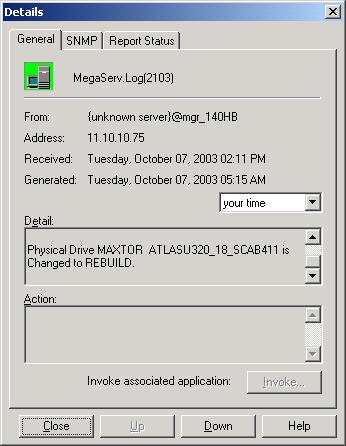 Details
General SNMP Report Status
MegaServ.Log(2103)
From: {unknown server}@mgr_140HB
Address: 11.10.10.75
Received: Tuesday, October 07, 2003 02:11 PM
Generated: Tuesday, October 07, 2003 05:15 AM
your time
Detail:
Physical Drive MAXTOR  ATLASU320_18_SCAB411 is
Changed to REBUILD.
Action:
Invoke associated application: Invoke...
Close Up Down Help